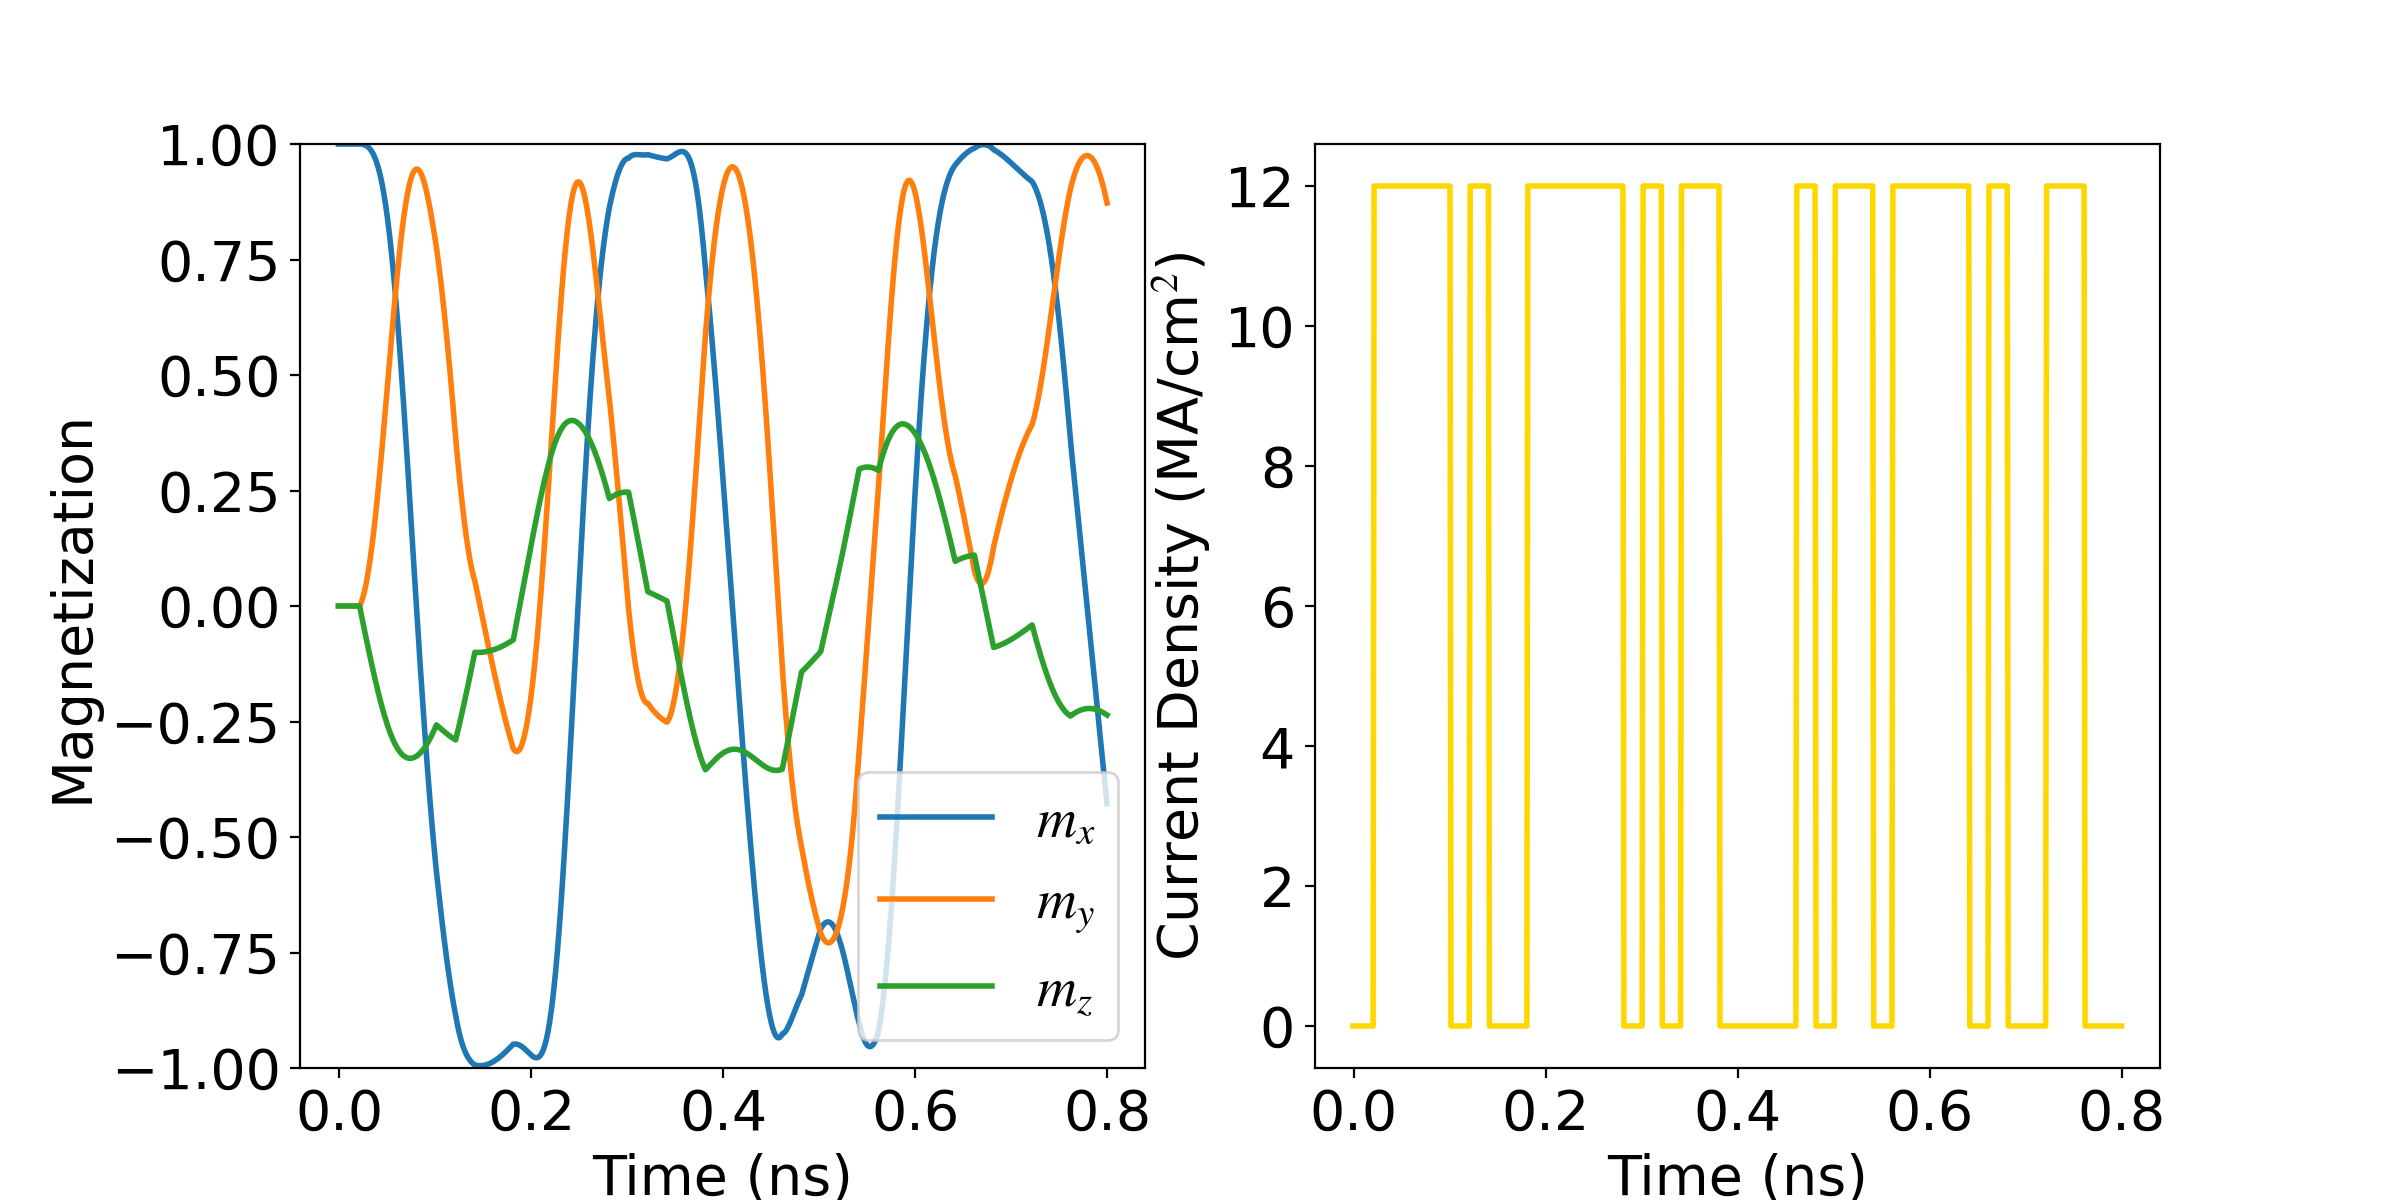 Magnetization
1.00
0.75
0.50
0.25
0.00
−0.25
−0.50
−0.75
−1.00
0.0 0.2 0.4 0.6 0.8
Time (ns)
m_x
m_y
m_z
Current Density (MA/cm²)
12
10
8
6
4
2
0
0.0 0.2 0.4 0.6 0.8
Time (ns)